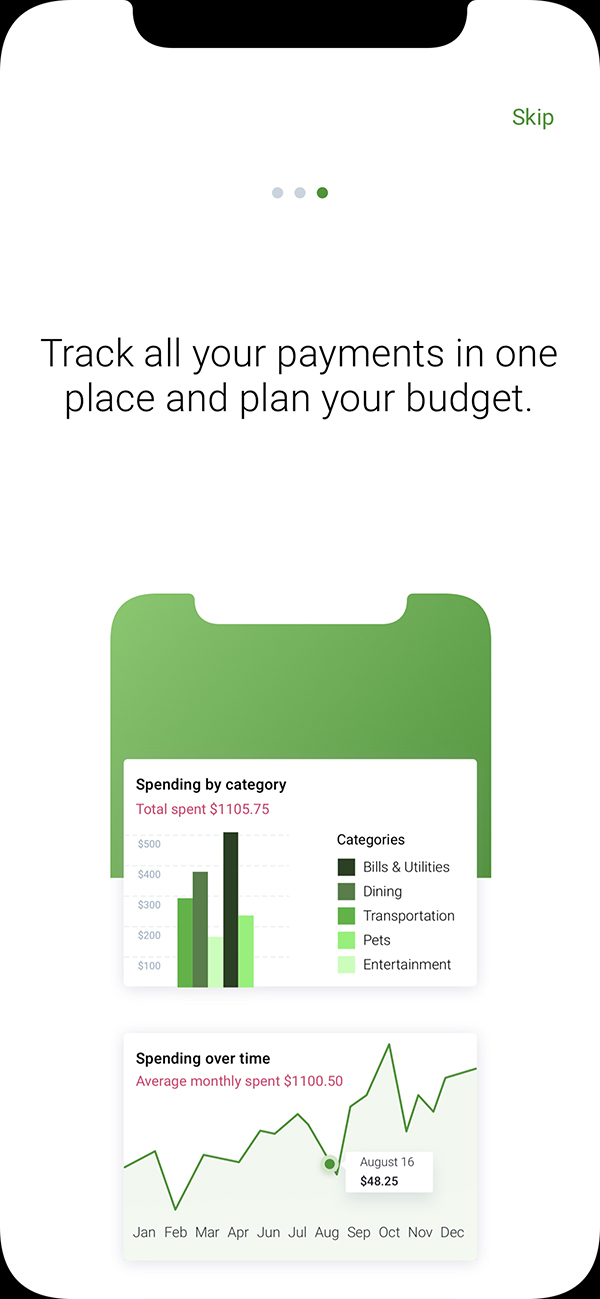 Skip
Track all your payments in one
place and plan your budget.
Spending by category
Total spent $1105.75
$500
$400
$300
$200
$100
Categories
Bills & Utilities
Dining
Transportation
Pets
Entertainment
Spending over time
Average monthly spent $1100.50
August 16
$48.25
Jan Feb Mar Apr Jun Jul Aug Sep Oct Nov Dec